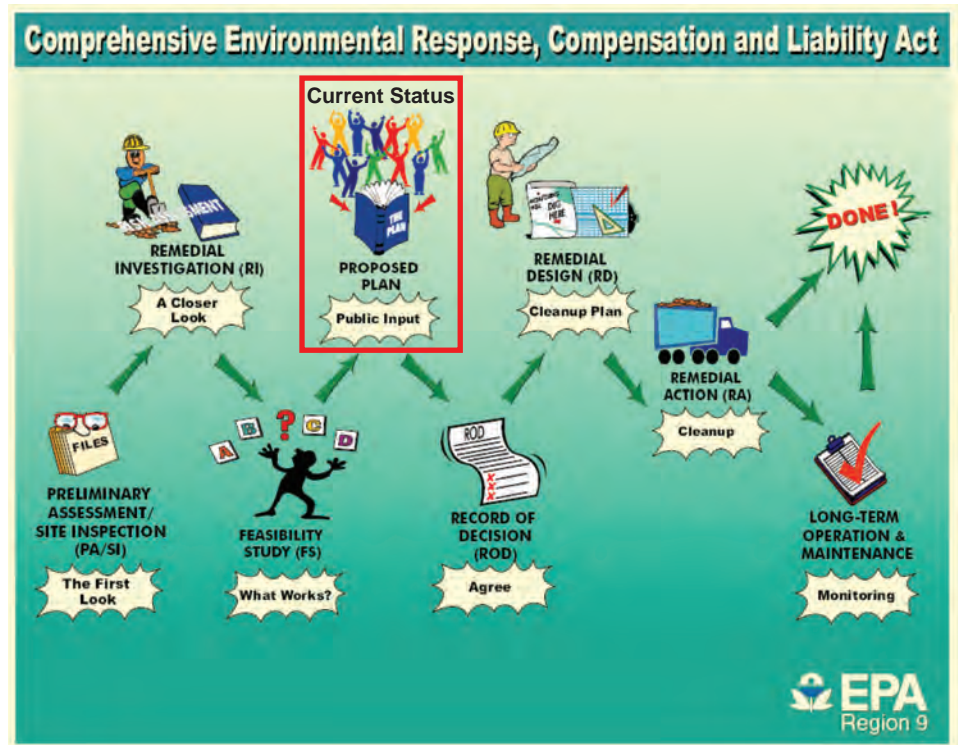 Comprehensive Environmental Response, Compensation and Liability Act
FILES
PRELIMINARY
ASSESSMENT/
SITE INSPECTION
(PA/SI)
The First
Look
REMEDIAL
INVESTIGATION (RI)
A Closer
Look
A B ? C D
FEASIBILITY
STUDY (FS)
What Works?
Current Status
THE
PLAN
PROPOSED
PLAN
Public Input
ROD
X
X
X
RECORD OF
DECISION
(ROD)
Agree
MONITORING
WELL
DIG
HERE
REMEDIAL
DESIGN (RD)
Cleanup Plan
REMEDIAL
ACTION (RA)
Cleanup
LONG-TERM
OPERATION &
MAINTENANCE
Monitoring
DONE!
EPA
Region 9